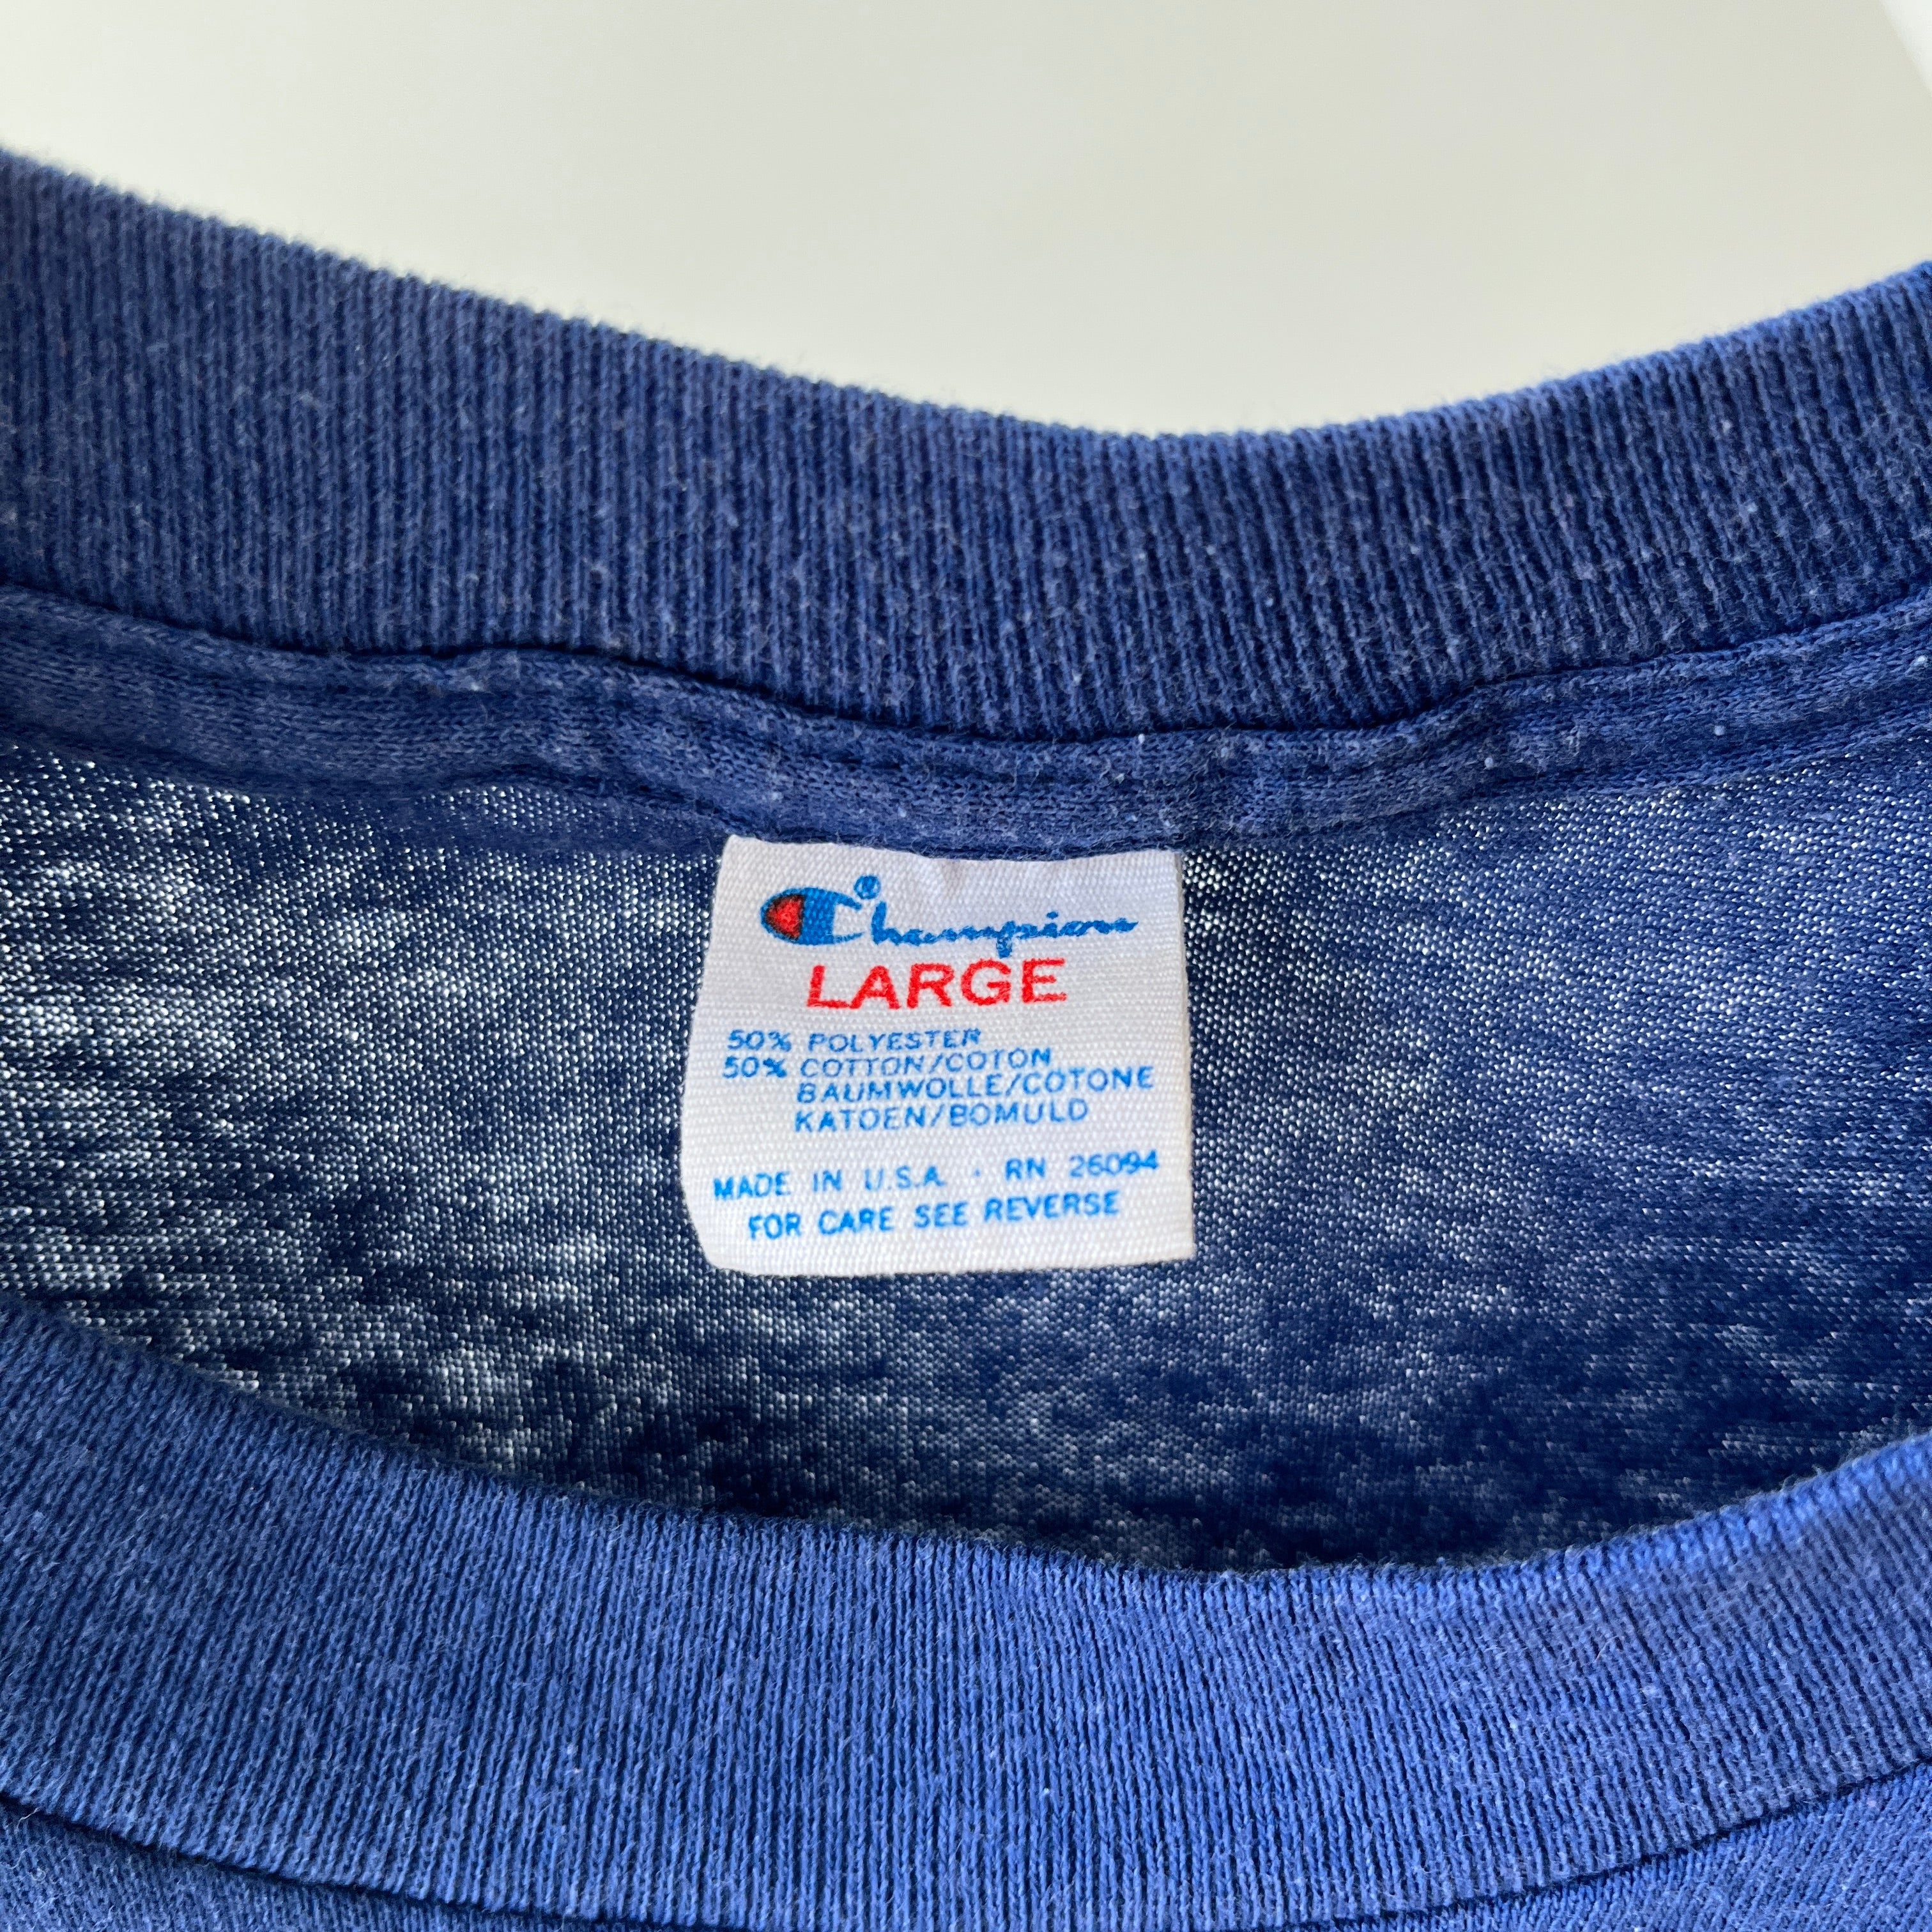 Champion®
LARGE
50% POLYESTER
50% COTTON/COTON
BAUMWOLLE/COTONE
KATOEN/BOMULD
MADE IN U.S.A. · RN 26094
FOR CARE SEE REVERSE